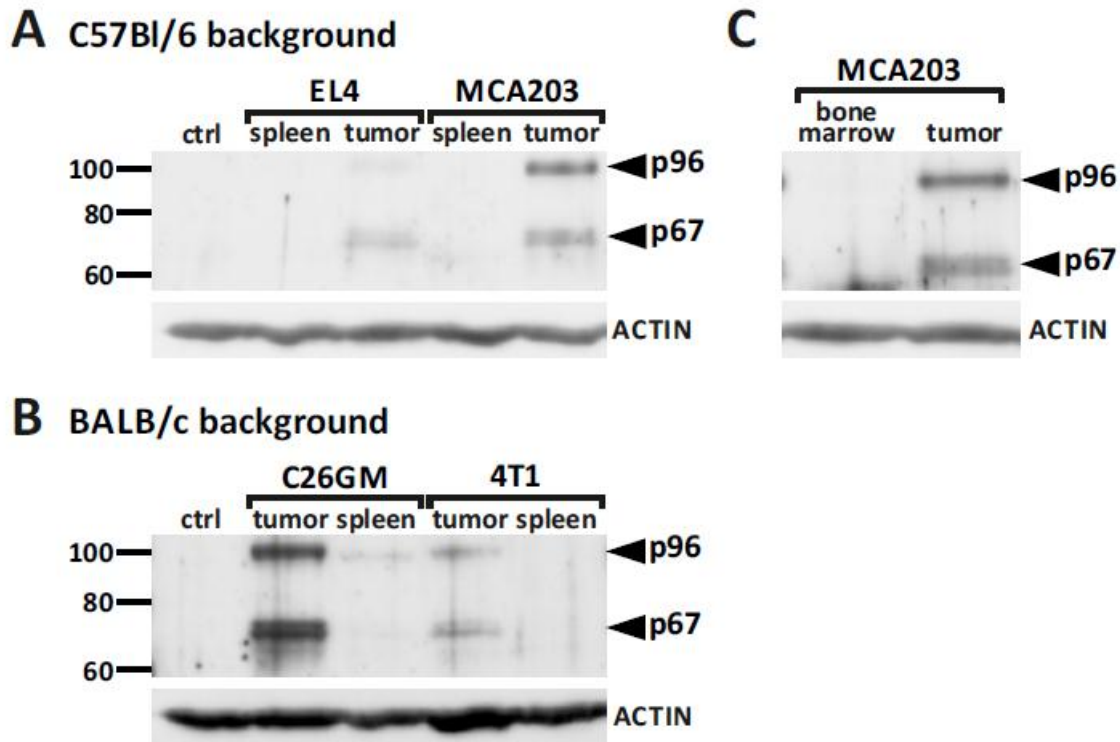 A C57Bl/6 background
EL4 MCA203
ctrl spleen tumor spleen tumor
100 p96
80
p67
60
ACTIN
C
MCA203
bone
marrow tumor
p96
p67
ACTIN
B BALB/c background
C26GM 4T1
ctrl tumor spleen tumor spleen
100 p96
80
p67
60
ACTIN